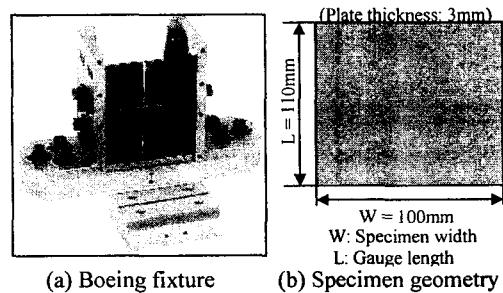 (Plate thickness: 3mm)
L = 110mm
W = 100mm
W: Specimen width
L: Gauge length
(a) Boeing fixture
(b) Specimen geometry